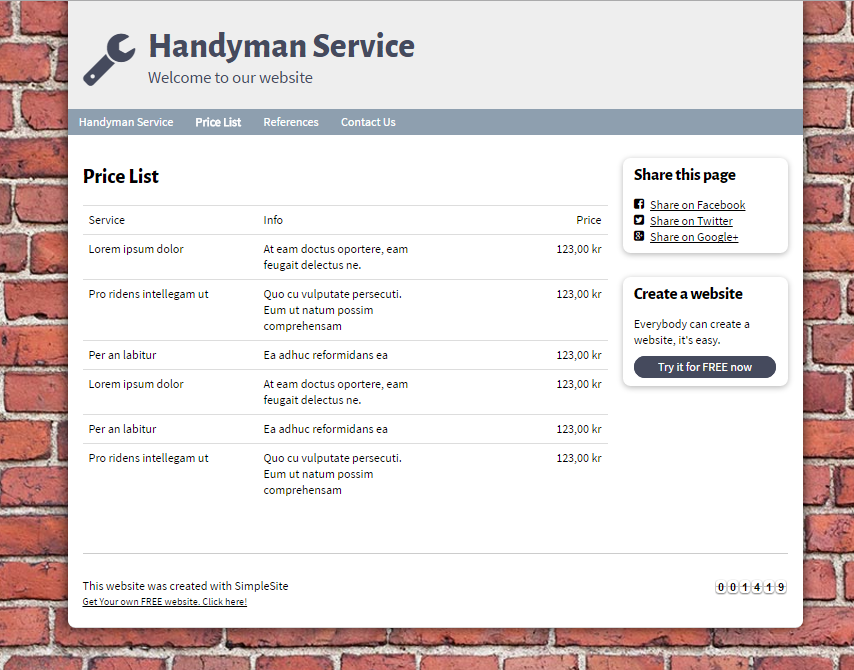 Handyman Service
Welcome to our website
Handyman Service Price List References Contact Us
Price List
Service Info Price
Lorem ipsum dolor At eam doctus oportere, eam 123,00 kr
feugait delectus ne.
Pro ridens intellegam ut Quo cu vulputate persecuti. 123,00 kr
Eum ut natum possim
comprehensam
Per an labitur Ea adhuc reformidans ea 123,00 kr
Lorem ipsum dolor At eam doctus oportere, eam 123,00 kr
feugait delectus ne.
Per an labitur Ea adhuc reformidans ea 123,00 kr
Pro ridens intellegam ut Quo cu vulputate persecuti. 123,00 kr
Eum ut natum possim
comprehensam
Share this page
Share on Facebook
Share on Twitter
Share on Google+
Create a website
Everybody can create a
website, it's easy.
Try it for FREE now
This website was created with SimpleSite
Get Your own FREE website. Click here!
001419